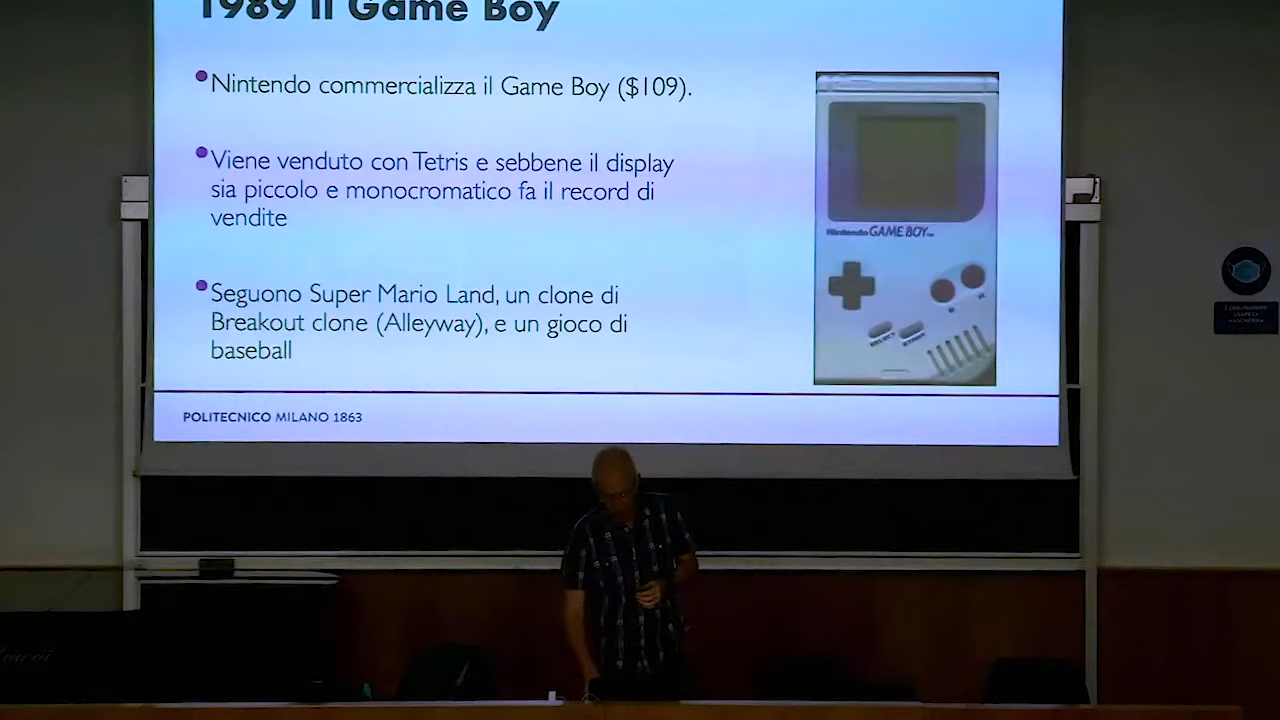 1989 il Game Boy
Nintendo commercializza il Game Boy ($109).
Viene venduto con Tetris e sebbene il display
sia piccolo e monocromatico fa il record di
vendite
Nintendo GAME BOY
Seguono Super Mario Land, un clone di
Breakout clone (Alleyway), e un gioco di
baseball
SELECT START
POLITECNICO MILANO 1863